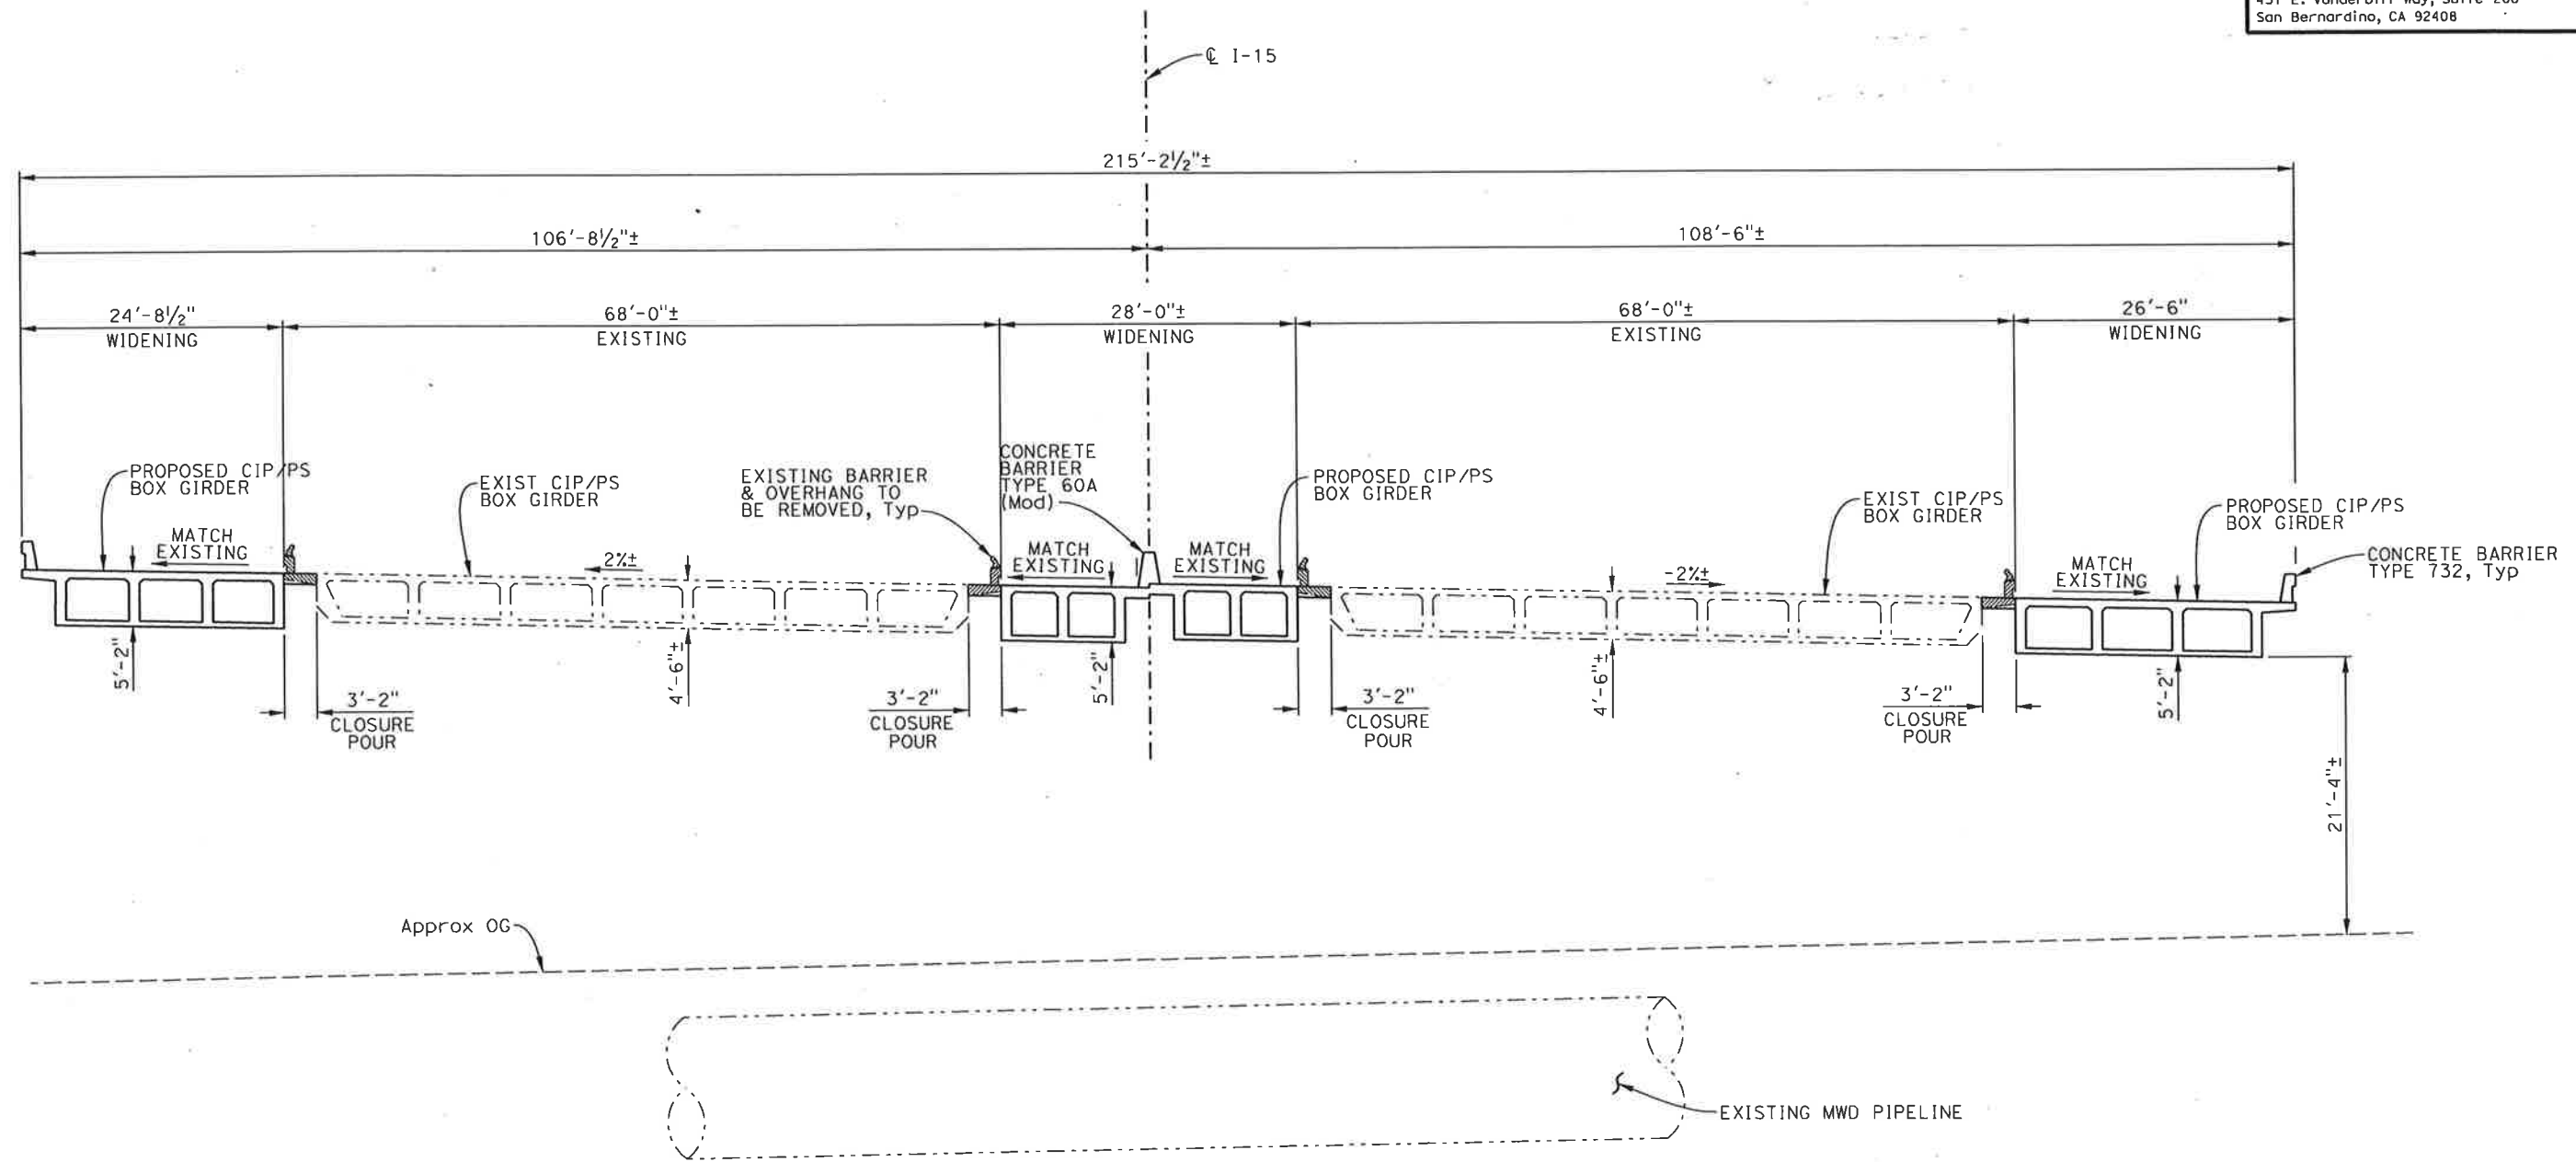 San Bernardino, CA 92408
℄ I-15
215'-2½"±
106'-8½"±
108'-6"±
24'-8½"
WIDENING
68'-0"±
EXISTING
28'-0"±
WIDENING
68'-0"±
EXISTING
26'-6"
WIDENING
PROPOSED CIP/PS
BOX GIRDER
EXIST CIP/PS
BOX GIRDER
EXISTING BARRIER
& OVERHANG TO
BE REMOVED, Typ
CONCRETE
BARRIER
TYPE 60A
(Mod)
PROPOSED CIP/PS
BOX GIRDER
EXIST CIP/PS
BOX GIRDER
PROPOSED CIP/PS
BOX GIRDER
CONCRETE BARRIER
TYPE 732, Typ
MATCH
EXISTING
2%±
MATCH
EXISTING
MATCH
EXISTING
-2%±
MATCH
EXISTING
5'-2"
3'-2"
CLOSURE
POUR
4'-6"±
3'-2"
CLOSURE
POUR
5'-2"
3'-2"
CLOSURE
POUR
4'-6"±
3'-2"
CLOSURE
POUR
5'-2"
21'-4"±
Approx OG
EXISTING MWD PIPELINE